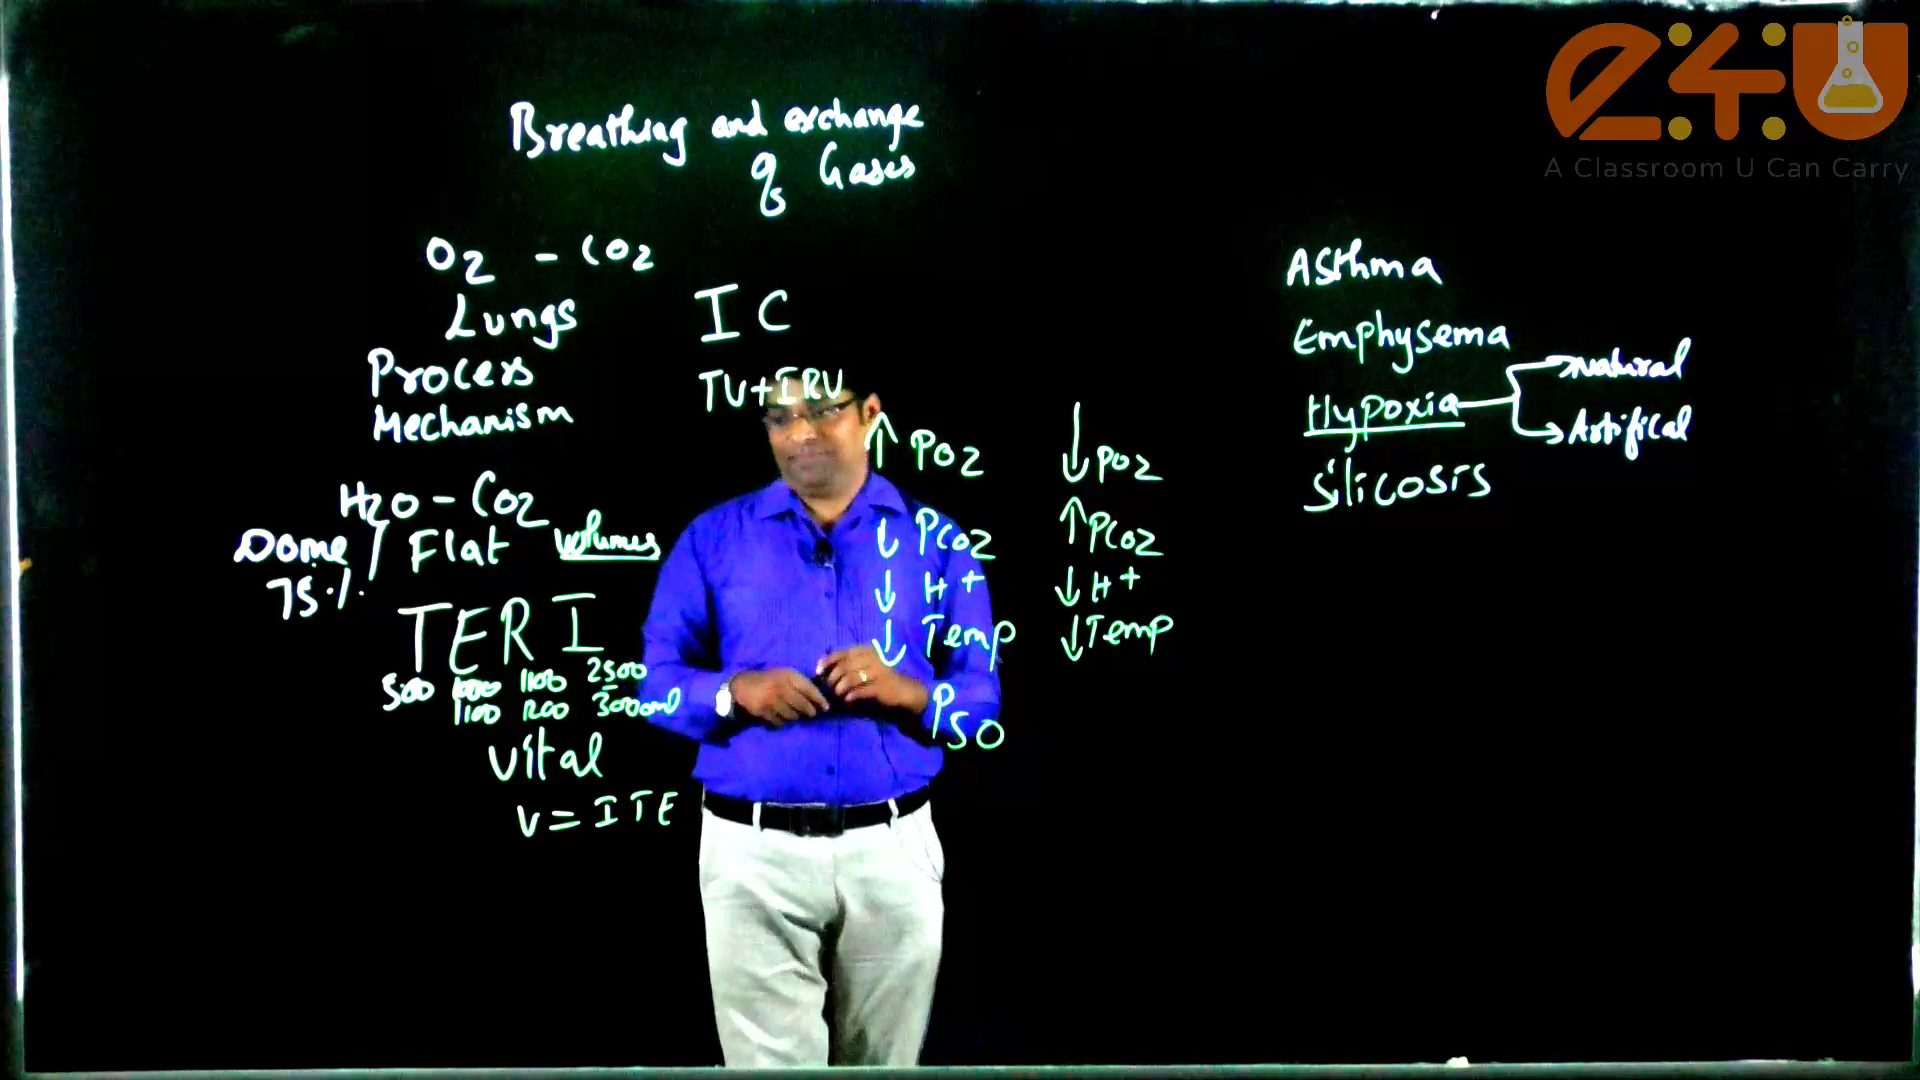 e4U
A Classroom U Can Carry
Breathing and exchange
of Gases
O2 - CO2
Lungs
Process
Mechanism
H2O - CO2
Dome / Flat
75%
Volumes
TERI
500 1000 1100 2500
1100 1200 3000ml
Vital
V = ITE
IC
TV+IRV
↑ PO2
↓ PCO2
↓ H+
↓ Temp
P50
↓ PO2
↑ PCO2
↓ H+
↓ Temp
Asthma
Emphysema
Hypoxia
Natural
Artifical
Silicosis